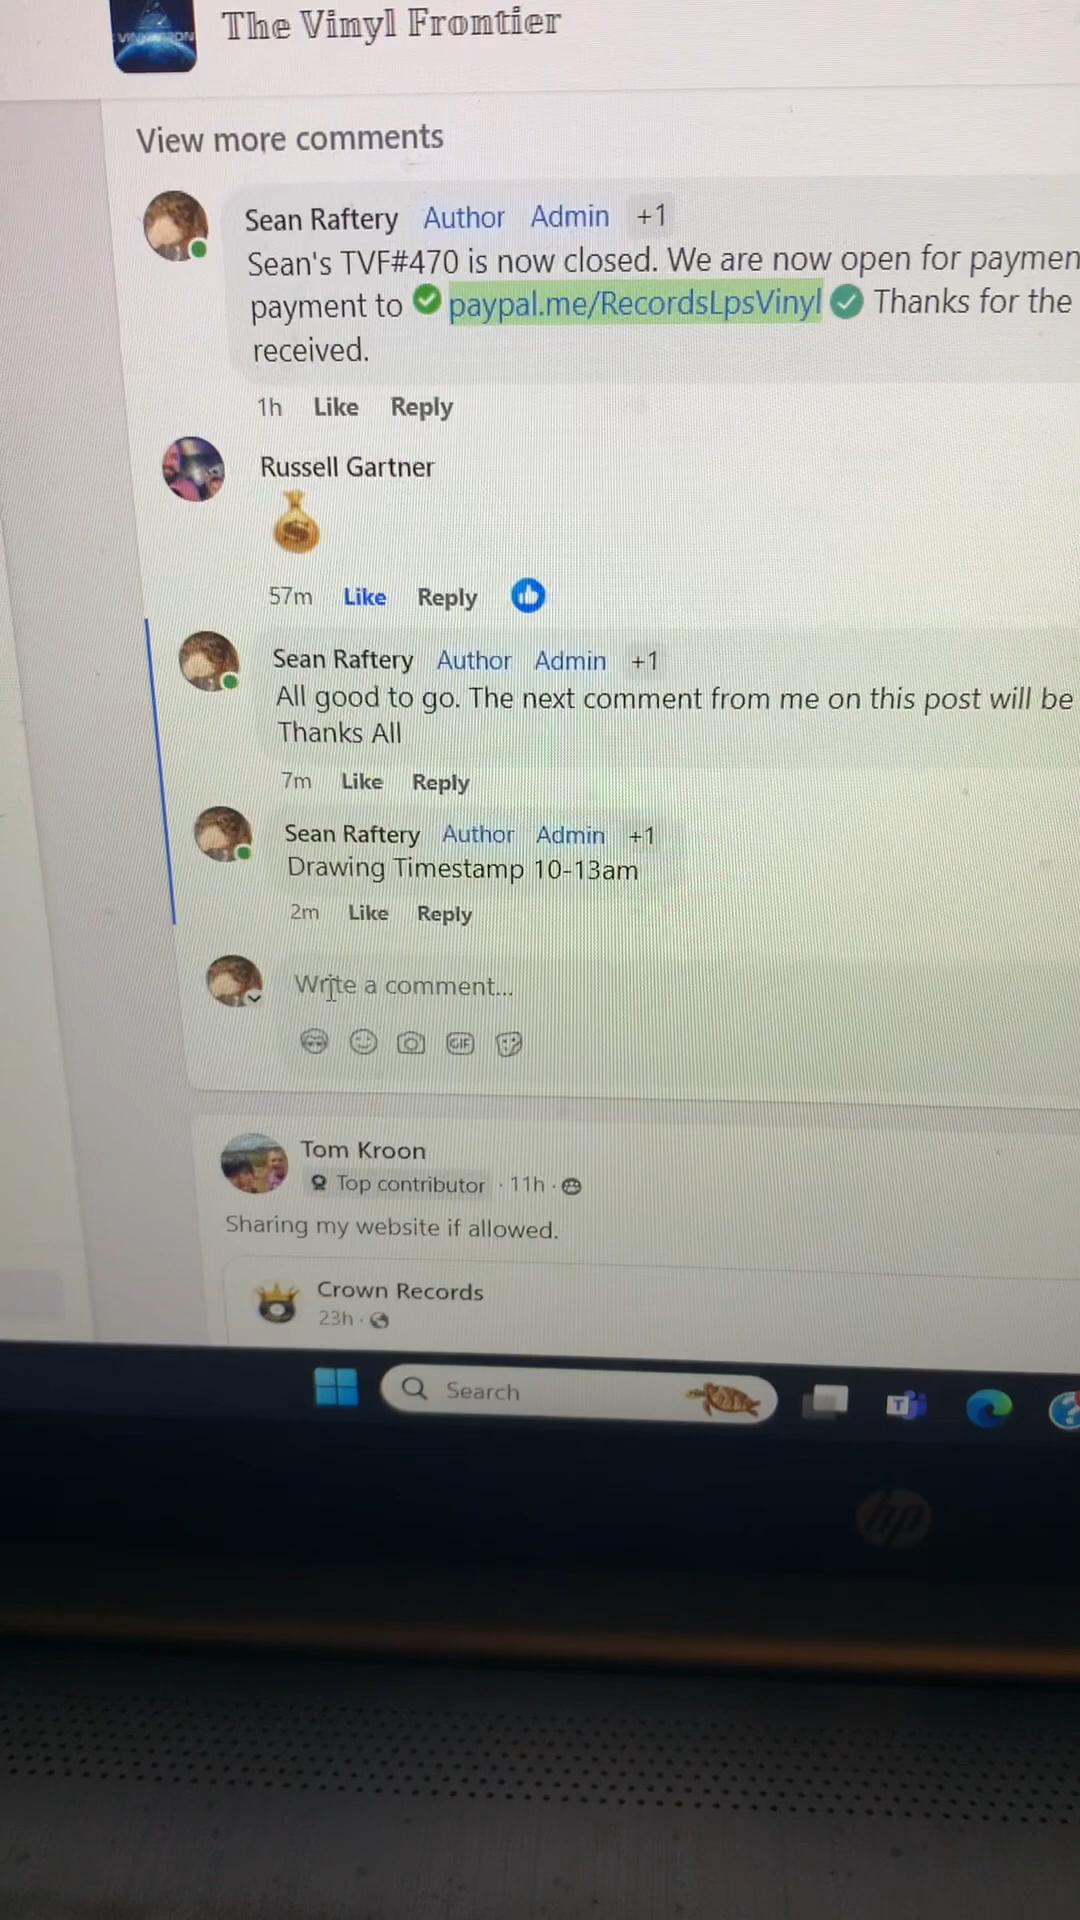 The Vinyl Frontier
View more comments
Sean Raftery Author Admin +1
Sean's TVF#470 is now closed. We are now open for paymen
payment to paypal.me/RecordsLpsVinyl Thanks for the
received.
1h Like Reply
Russell Gartner
$
57m Like Reply
Sean Raftery Author Admin +1
All good to go. The next comment from me on this post will be
Thanks All
7m Like Reply
Sean Raftery Author Admin +1
Drawing Timestamp 10-13am
2m Like Reply
Write a comment...
GIF
Tom Kroon
Top contributor · 11h ·
Sharing my website if allowed.
Crown Records
23h ·
Search
T
?
hp